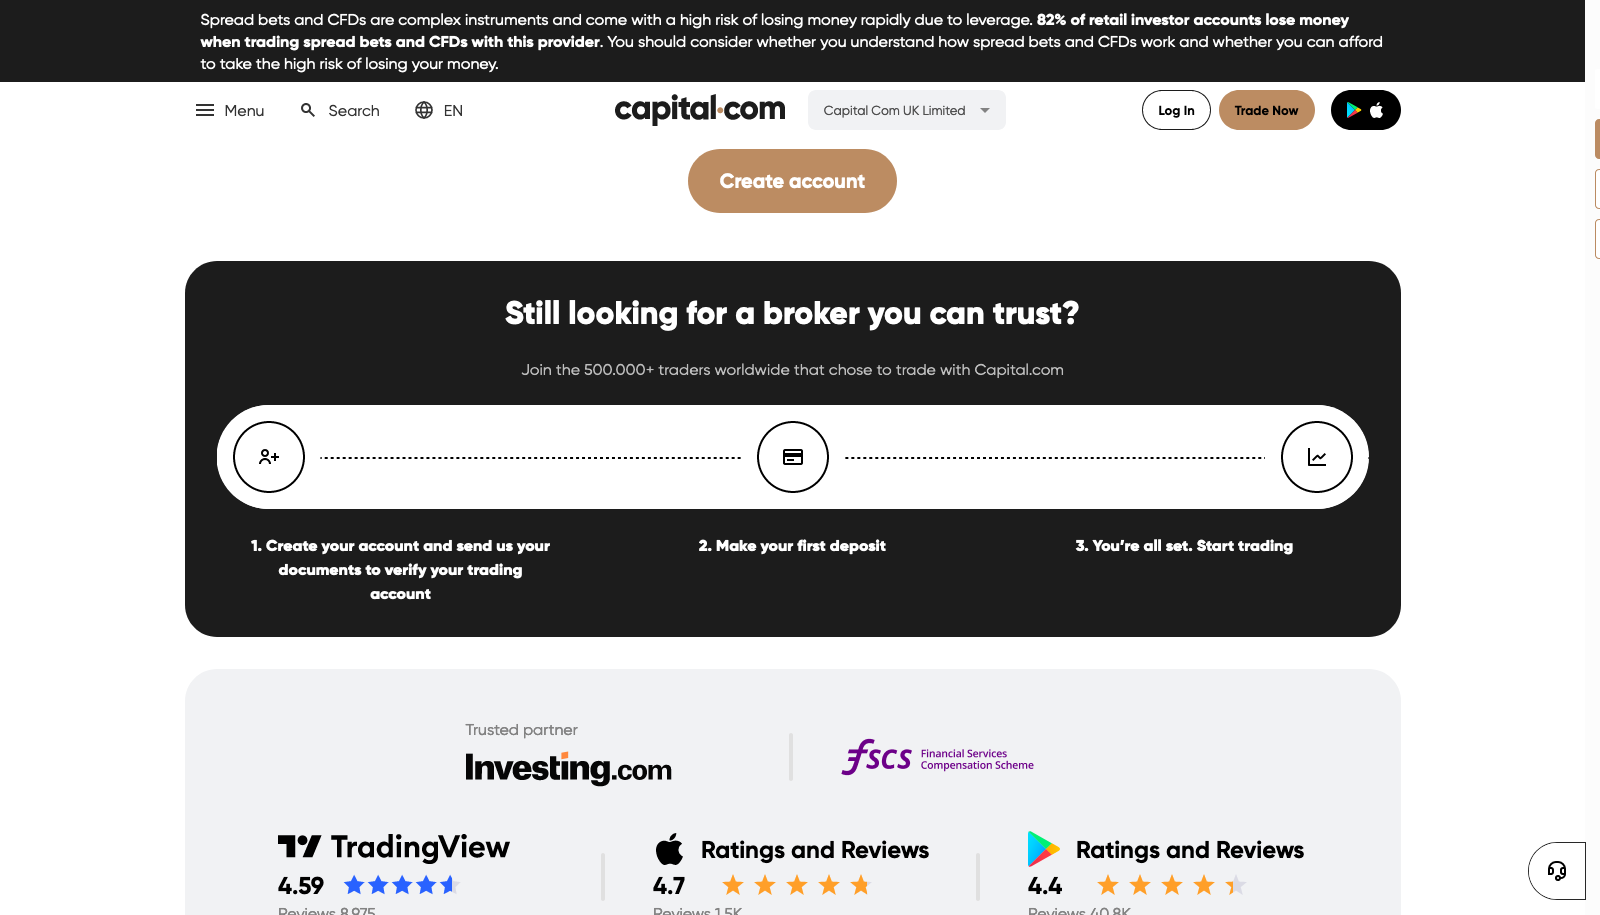 Spread bets and CFDs are complex instruments and come with a high risk of losing money rapidly due to leverage. 82% of retail investor accounts lose money
when trading spread bets and CFDs with this provider. You should consider whether you understand how spread bets and CFDs work and whether you can afford
to take the high risk of losing your money.
Menu Search EN capital.com Capital Com UK Limited Log In Trade Now
Create account
Still looking for a broker you can trust?
Join the 500.000+ traders worldwide that chose to trade with Capital.com
1. Create your account and send us your
documents to verify your trading
account
2. Make your first deposit
3. You're all set. Start trading
Trusted partner
Investing.com
fscs Financial Services
Compensation Scheme
TradingView
4.59
Reviews 8,975
Ratings and Reviews
4.7
Reviews 1.5K
Ratings and Reviews
4.4
Reviews 40.8K